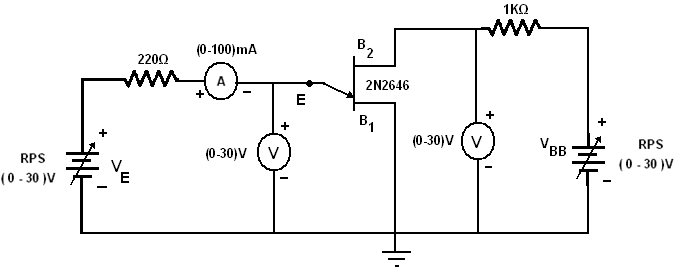 1KΩ
B2
(0-100)mA
220Ω
A
+ −
2N2646
E
+
+
+
+
B1
(0-30)V
V
(0-30)V
V
VBB
RPS
(0 - 30)V
RPS
(0 - 30)V
VE
−
−
−
−